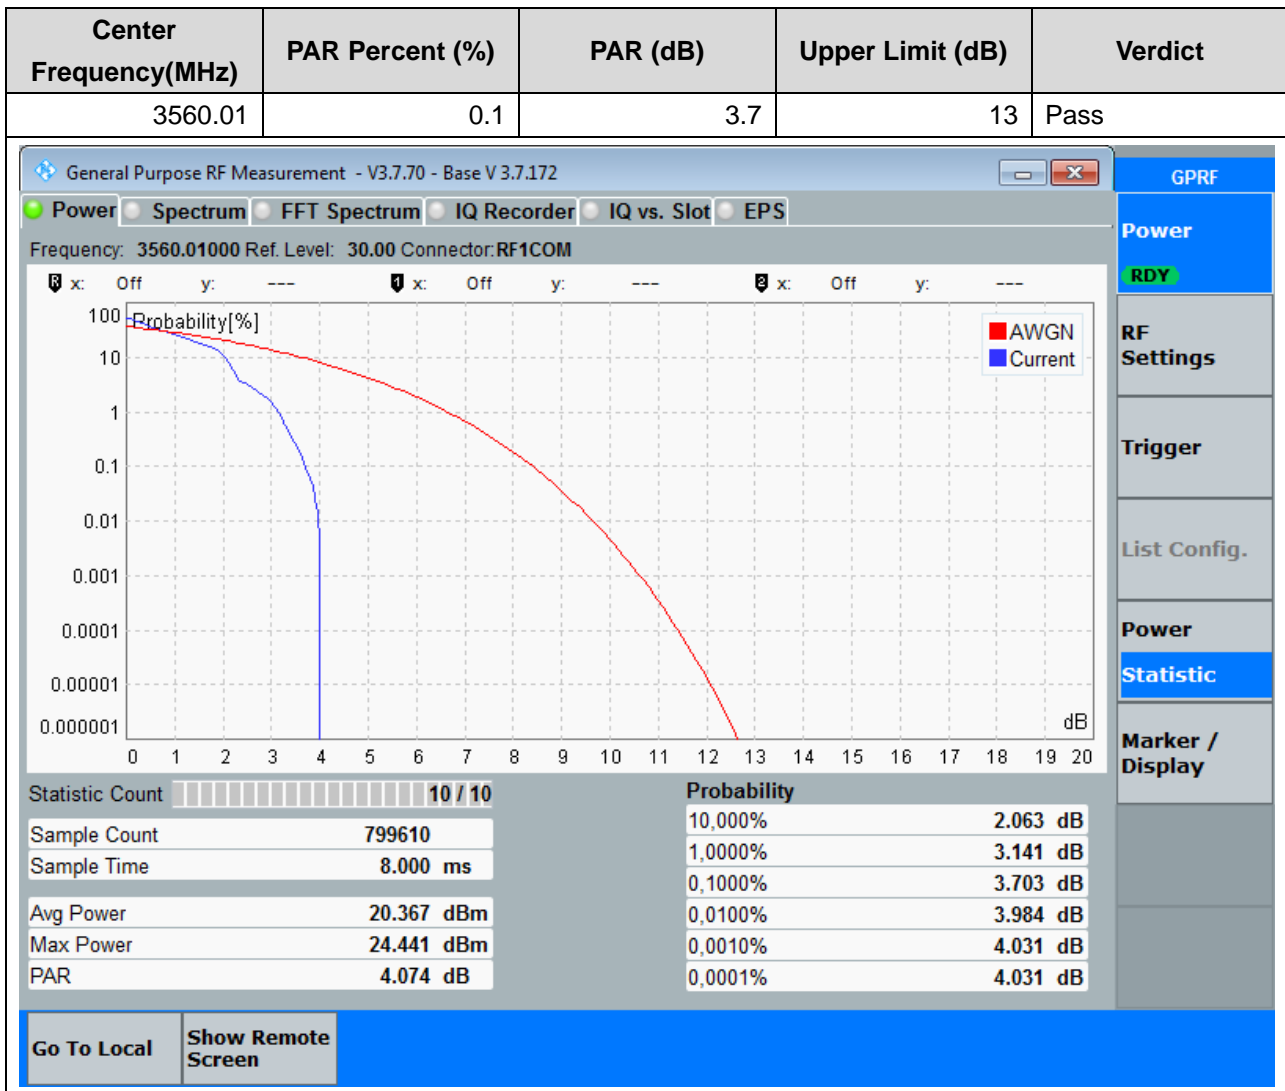 Center Frequency(MHz) PAR Percent (%) PAR (dB) Upper Limit (dB) Verdict
3560.01 0.1 3.7 13 Pass
General Purpose RF Measurement - V3.7.70 - Base V 3.7.172
GPRF
Power Spectrum FFT Spectrum IQ Recorder IQ vs. Slot EPS
Frequency: 3560.01000 Ref. Level: 30.00 Connector: RF1COM
R x: Off y: --- 1 x: Off y: --- 2 x: Off y: ---
Probability[%]
AWGN
Current
100
10
1
0.1
0.01
0.001
0.0001
0.00001
0.000001
dB
0 1 2 3 4 5 6 7 8 9 10 11 12 13 14 15 16 17 18 19 20
Statistic Count 10 / 10
Sample Count 799610
Sample Time 8.000 ms
Avg Power 20.367 dBm
Max Power 24.441 dBm
PAR 4.074 dB
Probability
10,000% 2.063 dB
1,0000% 3.141 dB
0,1000% 3.703 dB
0,0100% 3.984 dB
0,0010% 4.031 dB
0,0001% 4.031 dB
Power
RDY
RF
Settings
Trigger
List Config.
Power
Statistic
Marker /
Display
Go To Local
Show Remote
Screen